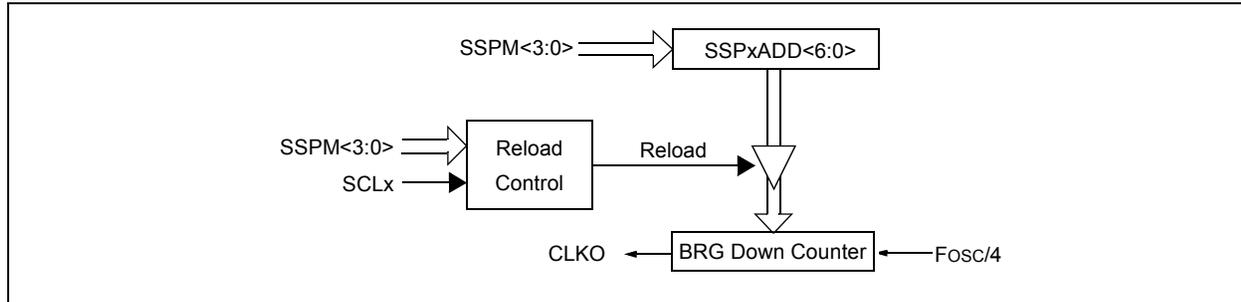 SSPM<3:0>
SSPxADD<6:0>
SSPM<3:0>
SCLx
Reload
Control
Reload
CLKO
BRG Down Counter
FOSC/4